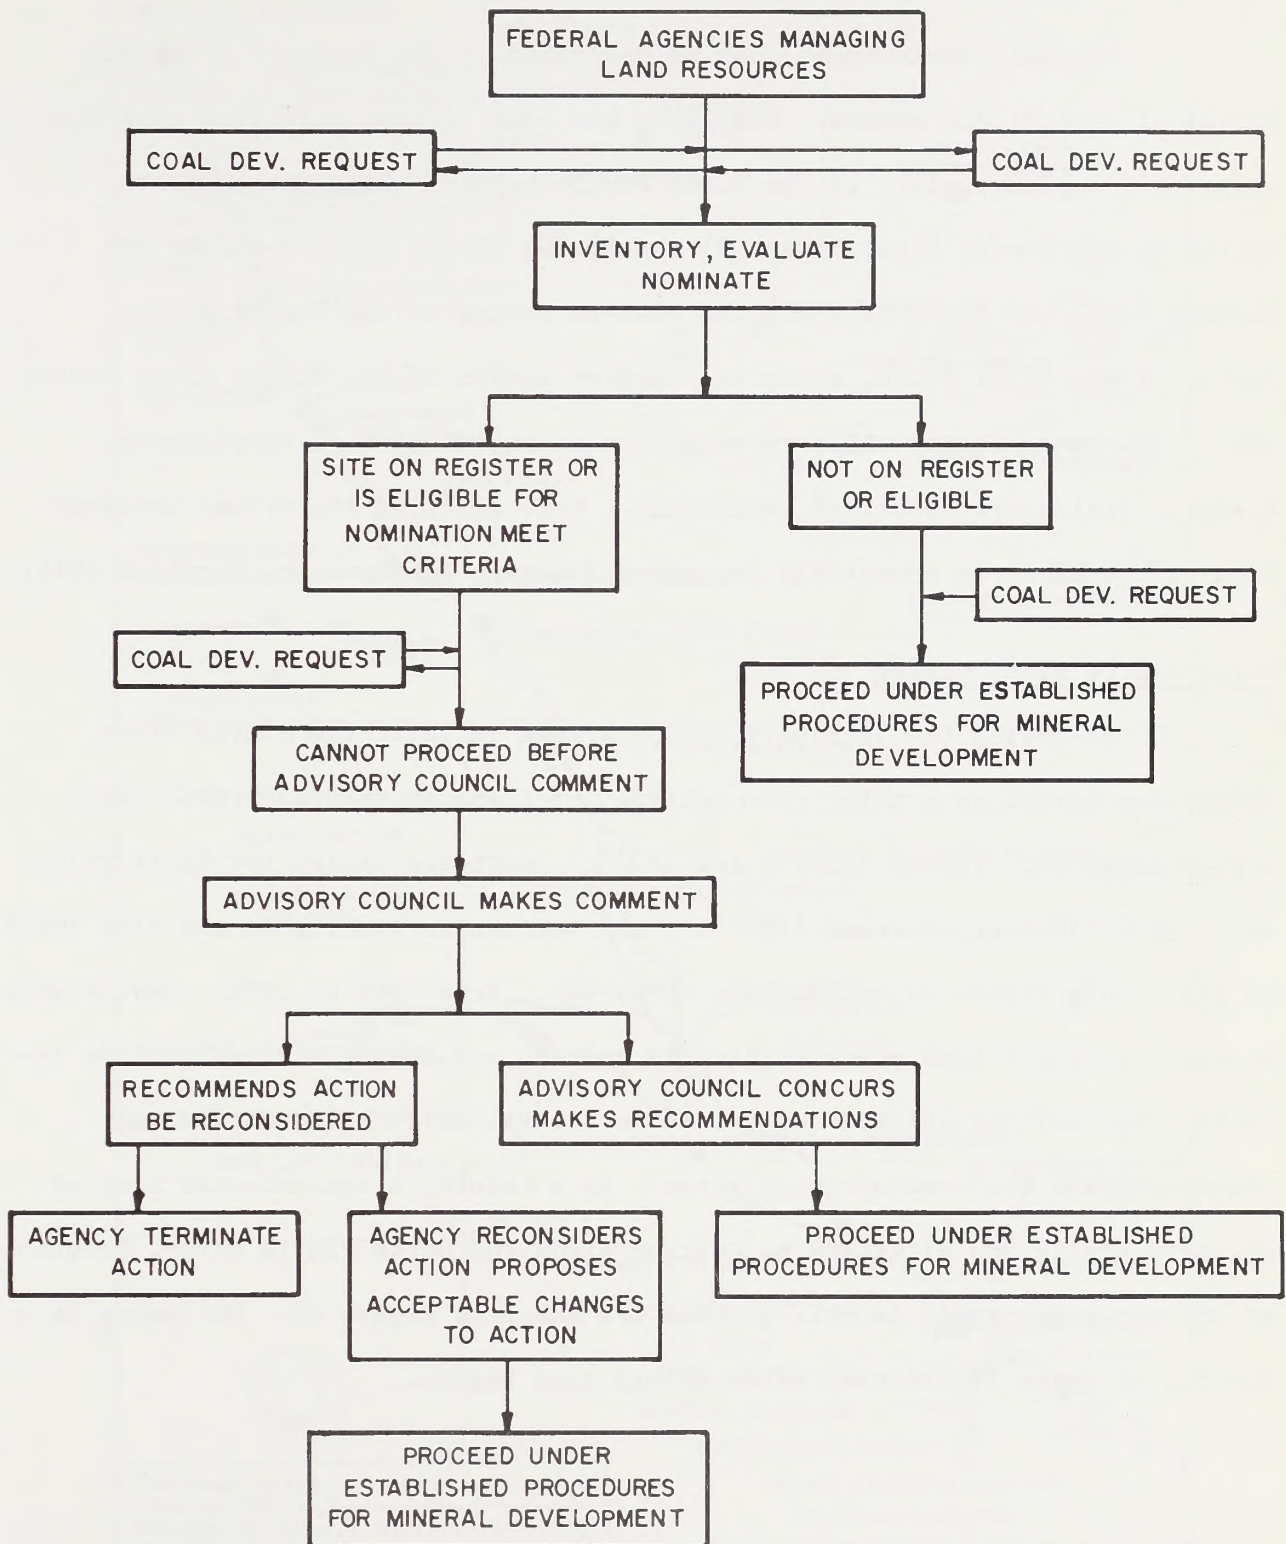 FEDERAL AGENCIES MANAGING
LAND RESOURCES
COAL DEV. REQUEST
COAL DEV. REQUEST
INVENTORY, EVALUATE
NOMINATE
SITE ON REGISTER OR
IS ELIGIBLE FOR
NOMINATION MEET
CRITERIA
NOT ON REGISTER
OR ELIGIBLE
COAL DEV. REQUEST
COAL DEV. REQUEST
PROCEED UNDER ESTABLISHED
PROCEDURES FOR MINERAL
DEVELOPMENT
CANNOT PROCEED BEFORE
ADVISORY COUNCIL COMMENT
ADVISORY COUNCIL MAKES COMMENT
RECOMMENDS ACTION
BE RECONSIDERED
ADVISORY COUNCIL CONCURS
MAKES RECOMMENDATIONS
AGENCY TERMINATE
ACTION
AGENCY RECONSIDERS
ACTION PROPOSES
ACCEPTABLE CHANGES
TO ACTION
PROCEED UNDER ESTABLISHED
PROCEDURES FOR MINERAL DEVELOPMENT
PROCEED UNDER
ESTABLISHED PROCEDURES
FOR MINERAL DEVELOPMENT